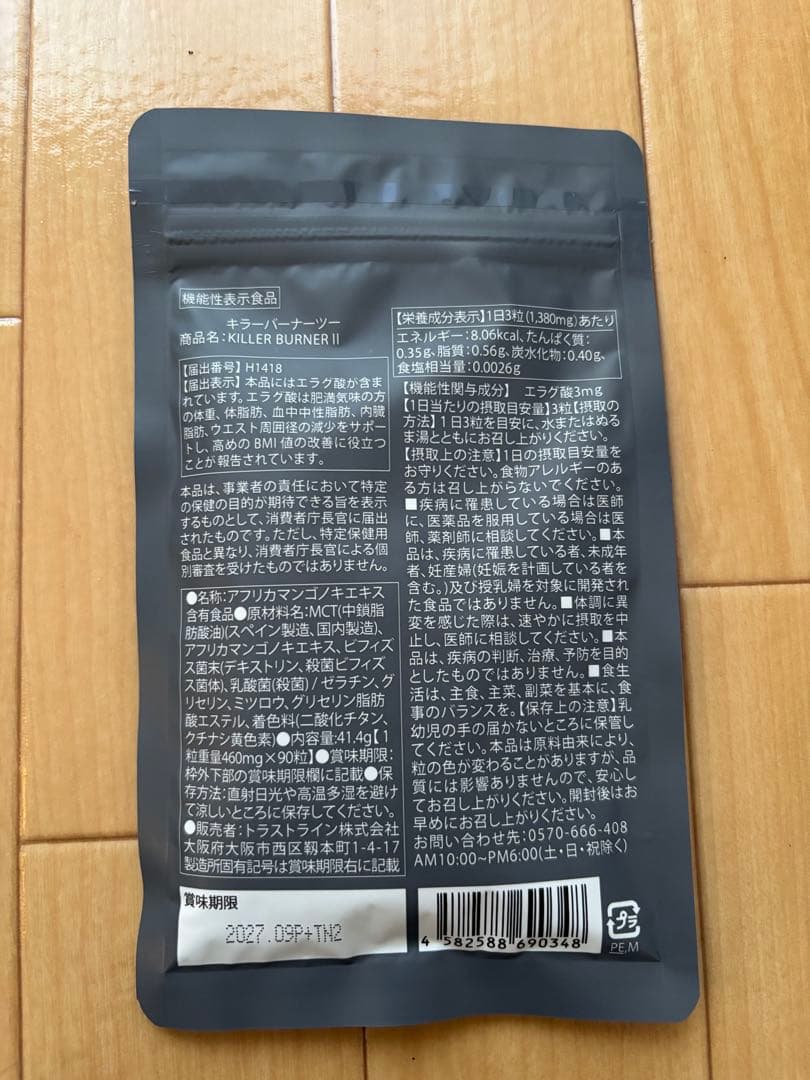 機能性表示食品
キラーバーナーツー
商品名：KILLER BURNERⅡ
【届出番号】H1418
【届出表示】本品にはエラグ酸が含ま
れています。エラグ酸は肥満気味の方
の体重、体脂肪、血中中性脂肪、内臓
脂肪、ウエスト周囲径の減少をサポー
トし、高めのBMI値の改善に役立つ
ことが報告されています。
本品は、事業者の責任において特定
の保健の目的が期待できる旨を表示
するものとして、消費者庁長官に届出
されたものです。ただし、特定保健用
食品と異なり、消費者庁長官による個
別審査を受けたものではありません。
●名称：アフリカマンゴノキエキス
含有食品●原材料名：MCT(中鎖脂
肪酸油)(スペイン製造、国内製造)、
アフリカマンゴノキエキス、ビフィズ
ス菌末(デキストリン、殺菌ビフィズ
ス菌体)、乳酸菌(殺菌) / ゼラチン、グ
リセリン、ミツロウ、グリセリン脂肪
酸エステル、着色料(二酸化チタン、
クチナシ黄色素)●内容量:41.4g【1
粒重量460mg×90粒】●賞味期限：
枠外下部の賞味期限欄に記載●保
存方法：直射日光や高温多湿を避け
て涼しいところに保存してください。
●販売者：トラストライン株式会社
大阪府大阪市西区靱本町1-4-17
製造所固有記号は賞味期限右に記載
【栄養成分表示】1日3粒(1,380mg)あたり
エネルギー：8.06kcal、たんぱく質：
0.35g、脂質：0.56g、炭水化物：0.40g、
食塩相当量：0.0026g
【機能性関与成分】 エラグ酸3mg
【1日当たりの摂取目安量】3粒【摂取の
方法】1日3粒を目安に、水またはぬる
ま湯とともにお召し上がりください。
【摂取上の注意】1日の摂取目安量を
お守りください。食物アレルギーのあ
る方は召し上がらないでください。
■疾病に罹患している場合は医師
に、医薬品を服用している場合は医
師、薬剤師に相談してください。■本
品は、疾病に罹患している者、未成年
者、妊産婦(妊娠を計画している者を
含む。)及び授乳婦を対象に開発され
た食品ではありません。■体調に異
変を感じた際は、速やかに摂取を中
止し、医師に相談してください。■本
品は、疾病の判断、治療、予防を目的
としたものではありません。■食生
活は、主食、主菜、副菜を基本に、食
事のバランスを。【保存上の注意】乳
幼児の手の届かないところに保管し
てください。本品は原料由来により、
粒の色が変わることがありますが、品
質には影響ありませんので、安心し
てお召し上がりください。開封後はお
早めにお召し上がりください。
お問い合わせ先：0570-666-408
AM10:00~PM6:00(土・日・祝除く)
賞味期限
2027.09P+TN2
4 582588 690348
プラ
PE,M